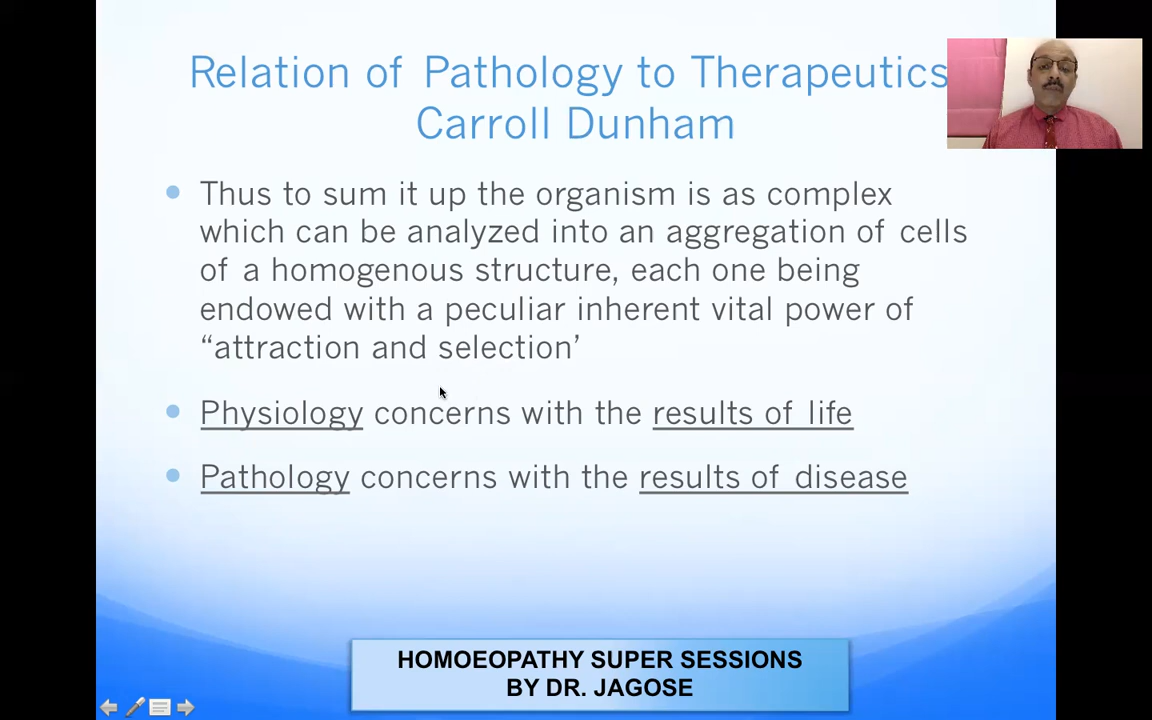 Relation of Pathology to Therapeutics
Carroll Dunham
Thus to sum it up the organism is as complex
which can be analyzed into an aggregation of cells
of a homogenous structure, each one being
endowed with a peculiar inherent vital power of
“attraction and selection’
Physiology concerns with the results of life
Pathology concerns with the results of disease
HOMOEOPATHY SUPER SESSIONS
BY DR. JAGOSE